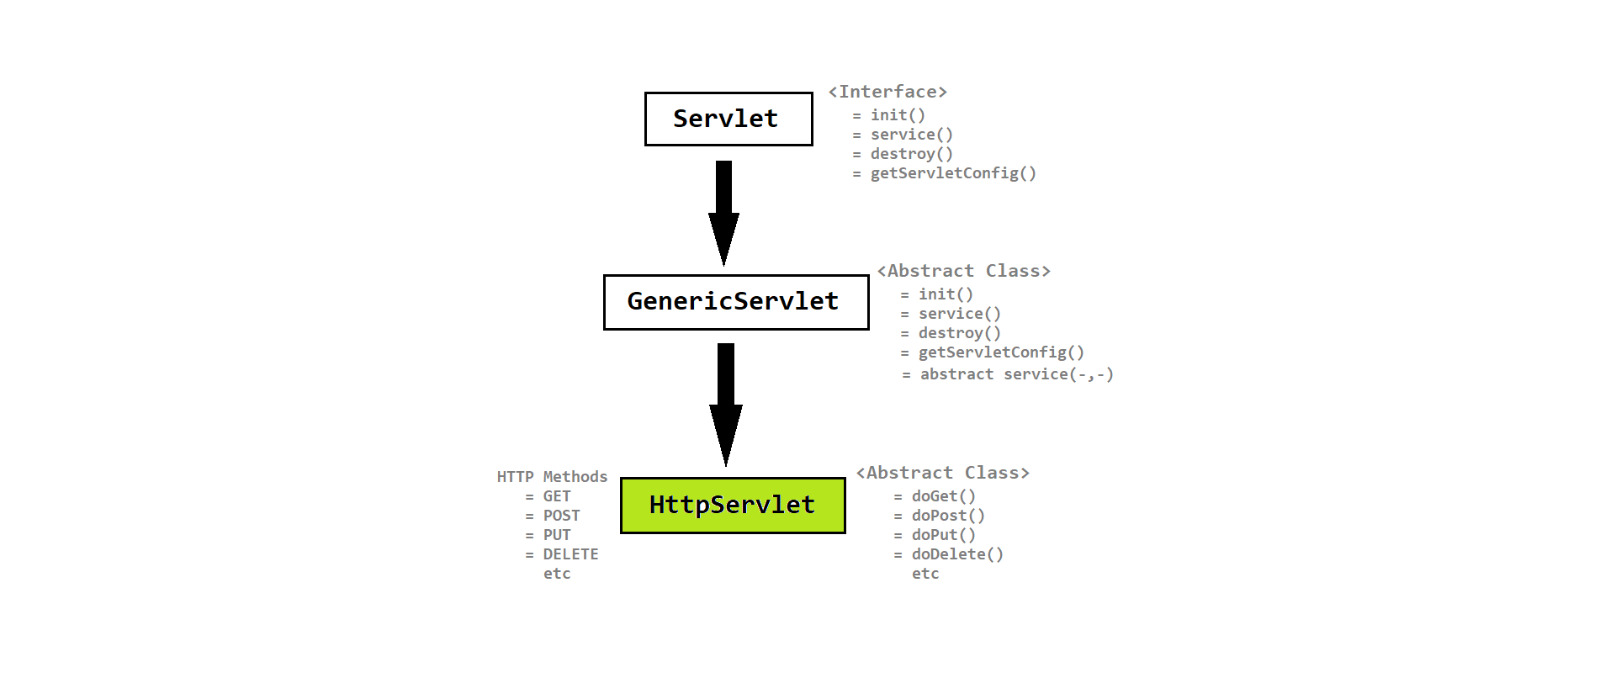 Servlet
<Interface>
= init()
= service()
= destroy()
= getServletConfig()
GenericServlet
<Abstract Class>
= init()
= service()
= destroy()
= getServletConfig()
= abstract service(-,-)
HTTP Methods
= GET
= POST
= PUT
= DELETE
etc
HttpServlet
<Abstract Class>
= doGet()
= doPost()
= doPut()
= doDelete()
etc